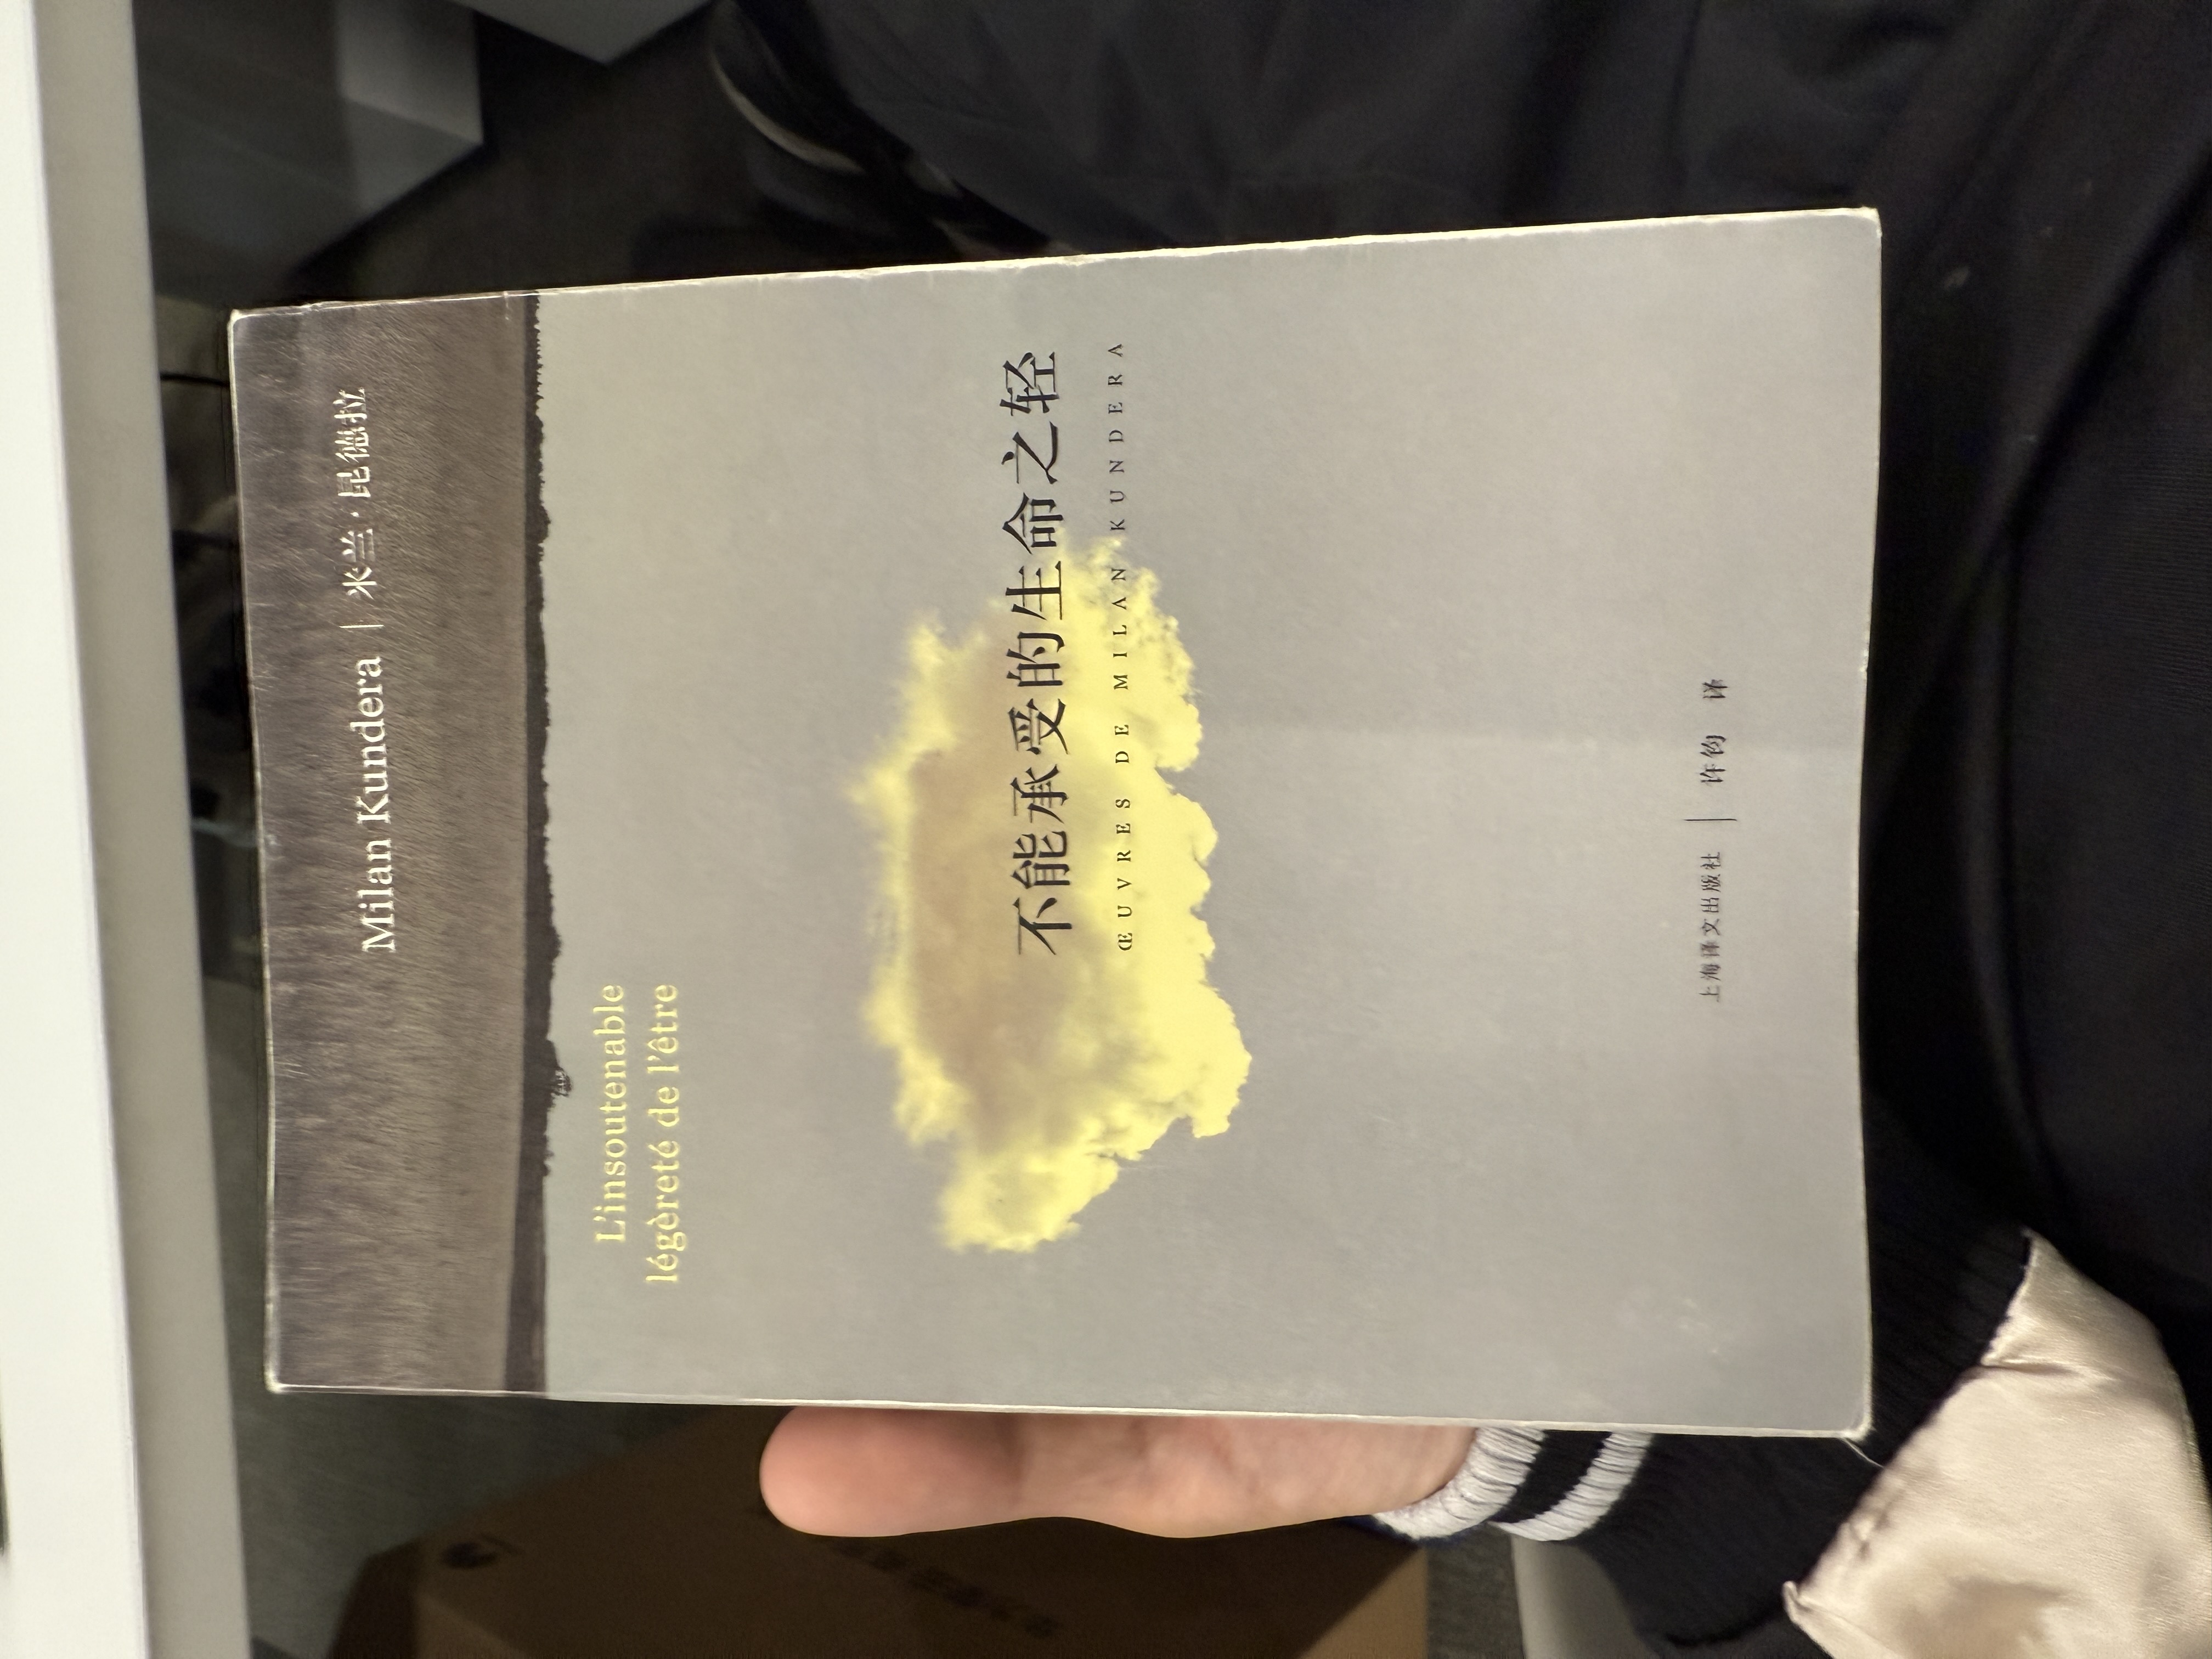 Milan Kundera | 米兰·昆德拉
L'insoutenable
légèreté de l'être
不能承受的生命之轻
ŒUVRES DE MILAN KUNDERA
上海译文出版社 | 许钧 译